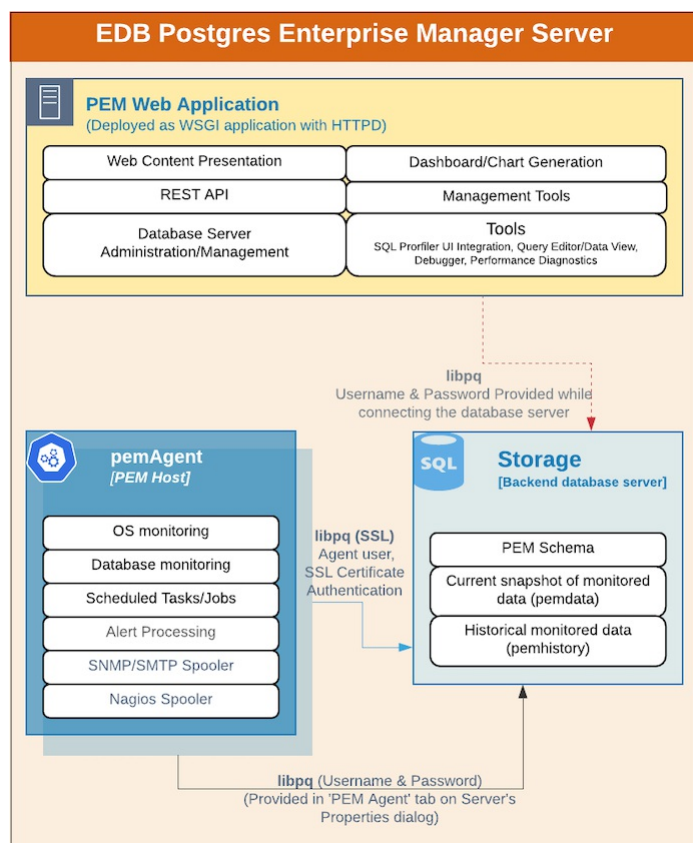 EDB Postgres Enterprise Manager Server
PEM Web Application
(Deployed as WSGI application with HTTPD)
Web Content Presentation
Dashboard/Chart Generation
REST API
Management Tools
Database Server
Administration/Management
Tools
SQL Prorfiler UI Integration, Query Editor/Data View,
Debugger, Performance Diagnostics
libpq
Username & Password Provided while
connecting the database server
pemAgent
[PEM Host]
OS monitoring
Database monitoring
Scheduled Tasks/Jobs
Alert Processing
SNMP/SMTP Spooler
Nagios Spooler
libpq (SSL)
Agent user,
SSL Certificate
Authentication
SQL
Storage
[Backend database server]
PEM Schema
Current snapshot of monitored
data (pemdata)
Historical monitored data
(pemhistory)
libpq (Username & Password)
(Provided in 'PEM Agent' tab on Server's
Properties dialog)